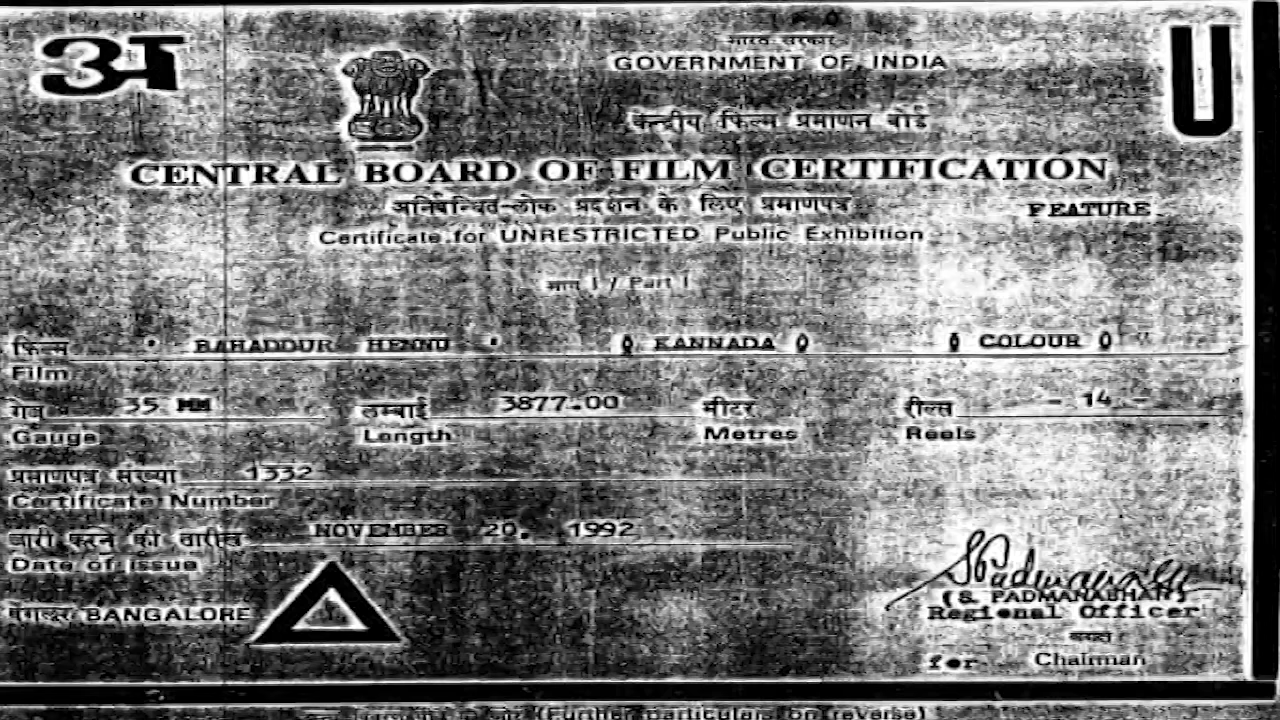 अ
U
भारत सरकार
GOVERNMENT OF INDIA
केन्द्रीय फिल्म प्रमाणन बोर्ड
CENTRAL BOARD OF FILM CERTIFICATION
अनिर्बन्धित-लोक प्रदर्शन के लिए प्रमाणपत्र
FEATURE
Certificate for UNRESTRICTED Public Exhibition
भाग I / Part I
फिल्म " BAHADDUR HENNU " ( KANNADA ) ( COLOUR )
Film
गेज 35 MM लम्बाई 3877.00 मीटर रील्स - 14 -
Gauge Length Metres Reels
प्रमाणपत्र संख्या 1332
Certificate Number
जारी करने की तारीख NOVEMBER 20, 1992
Date of issue
बंगलूर BANGALORE
(S. PADMANABHAN)
Regional Officer
for Chairman
(Further particulars on reverse)